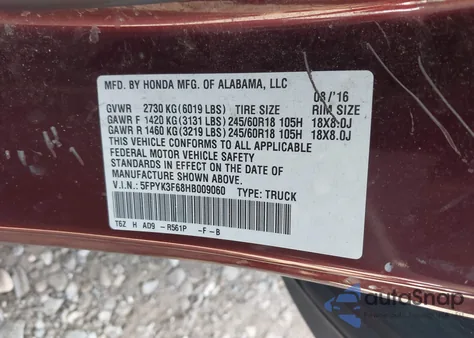 MFD. BY HONDA MFG. OF ALABAMA, LLC
08/'16
GVWR 2730 KG (6019 LBS) TIRE SIZE RIM SIZE
GAWR F 1420 KG (3131 LBS) 245/60R18 105H 18X8.0J
GAWR R 1460 KG (3219 LBS) 245/60R18 105H 18X8.0J
THIS VEHICLE CONFORMS TO ALL APPLICABLE
FEDERAL MOTOR VEHICLE SAFETY
STANDARDS IN EFFECT ON THE DATE OF
MANUFACTURE SHOWN ABOVE.
V.I.N.: 5FPYK3F68HB009060 TYPE: TRUCK
T6Z H AD9 -R561P -F -B
autoSnap